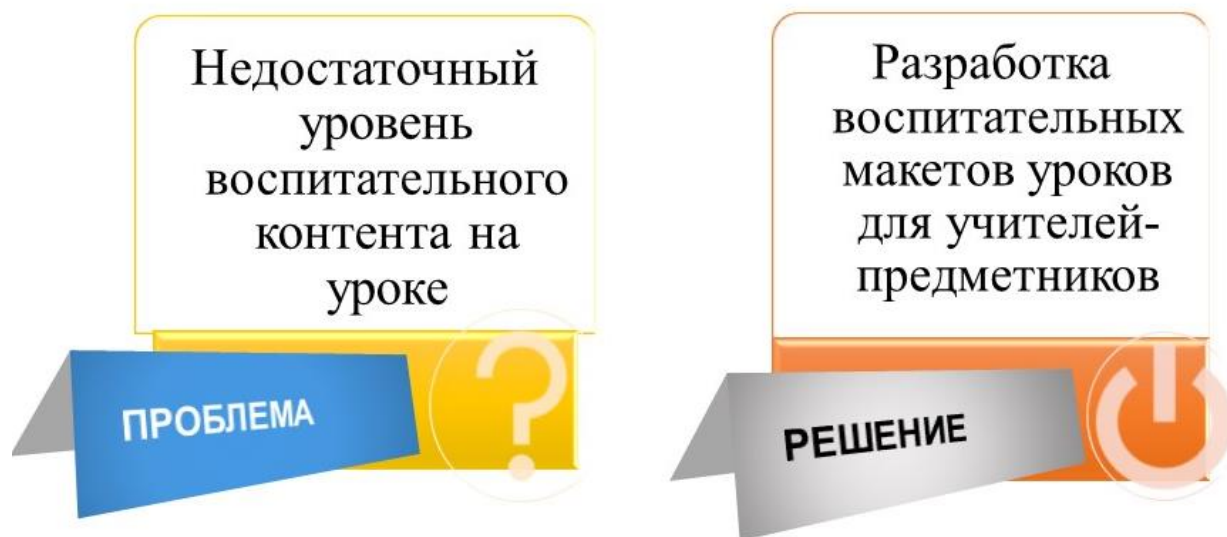 Недостаточный
уровень
воспитательного
контента на
уроке
ПРОБЛЕМА
Разработка
воспитательных
макетов уроков
для учителей-
предметников
РЕШЕНИЕ